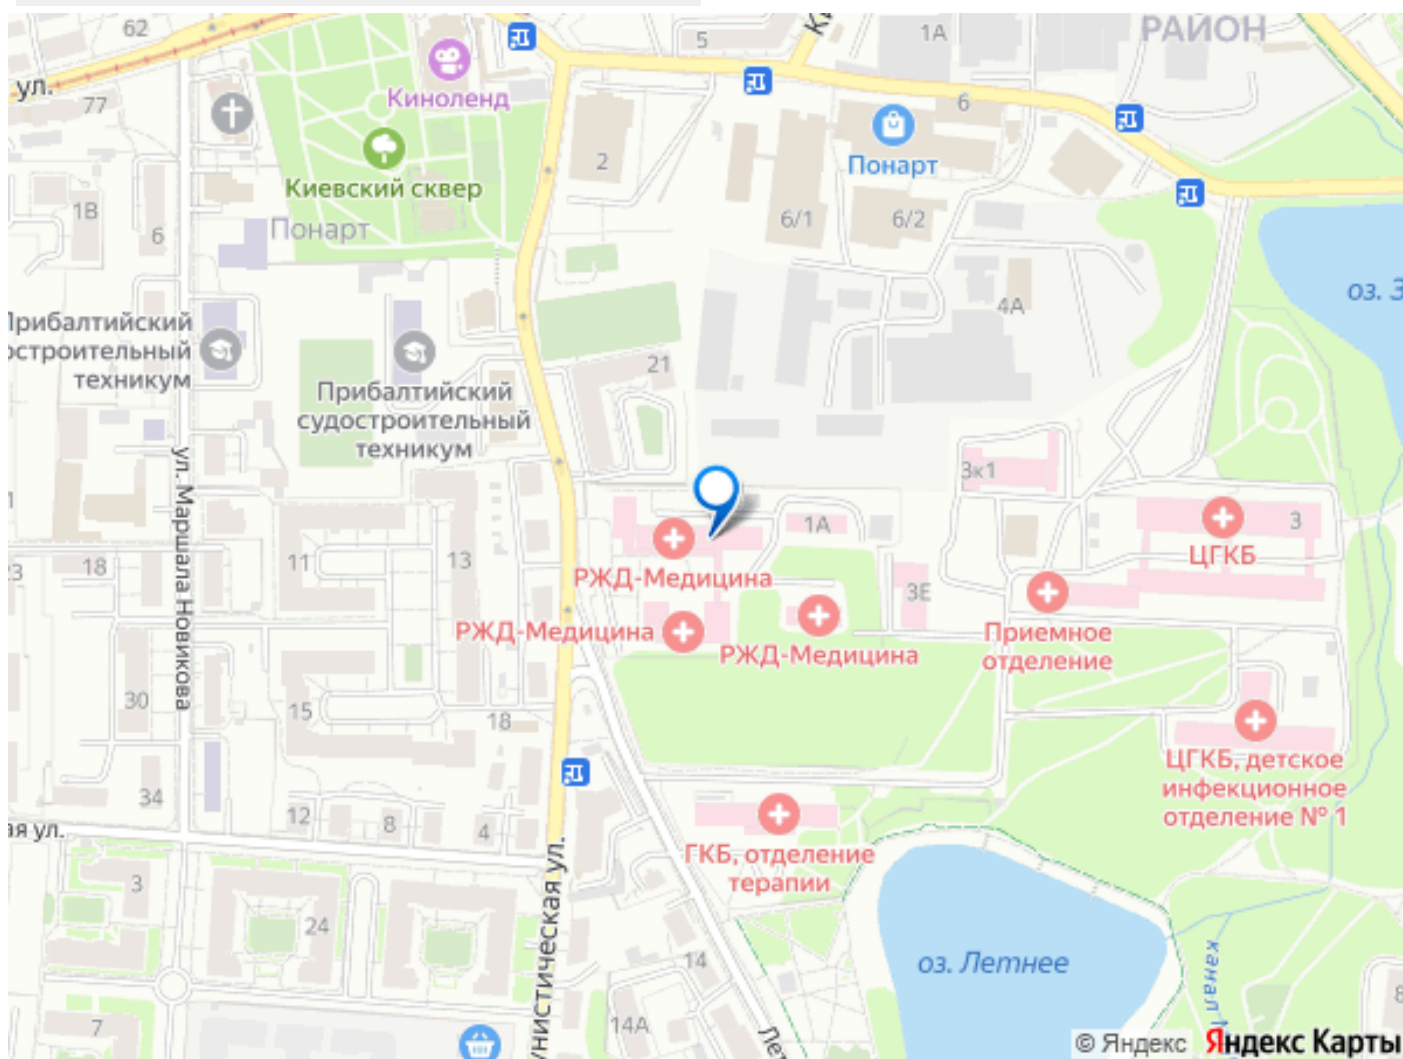 62
5
1А
РАЙОН
ул.
77
Киноленд
6
2
Понарт
Киевский сквер
1В
6
Понарт
6/1
6/2
оз. З
4А
Прибалтийский
остроительный
техникум
21
Прибалтийский
судостроительный
техникум
3к1
ул. Маршала Новикова
1А
3
ЦГКБ
18
11
13
РЖД-Медицина
3Е
РЖД-Медицина
РЖД-Медицина
Приемное
отделение
30
15
18
ЦГКБ, детское
инфекционное
отделение № 1
34
12
8
4
ая ул.
ГКБ, отделение
терапии
3
24
унистическая ул.
14
оз. Летнее
канал
7
14А
Ле
8
© Яндекс Яндекс Карты